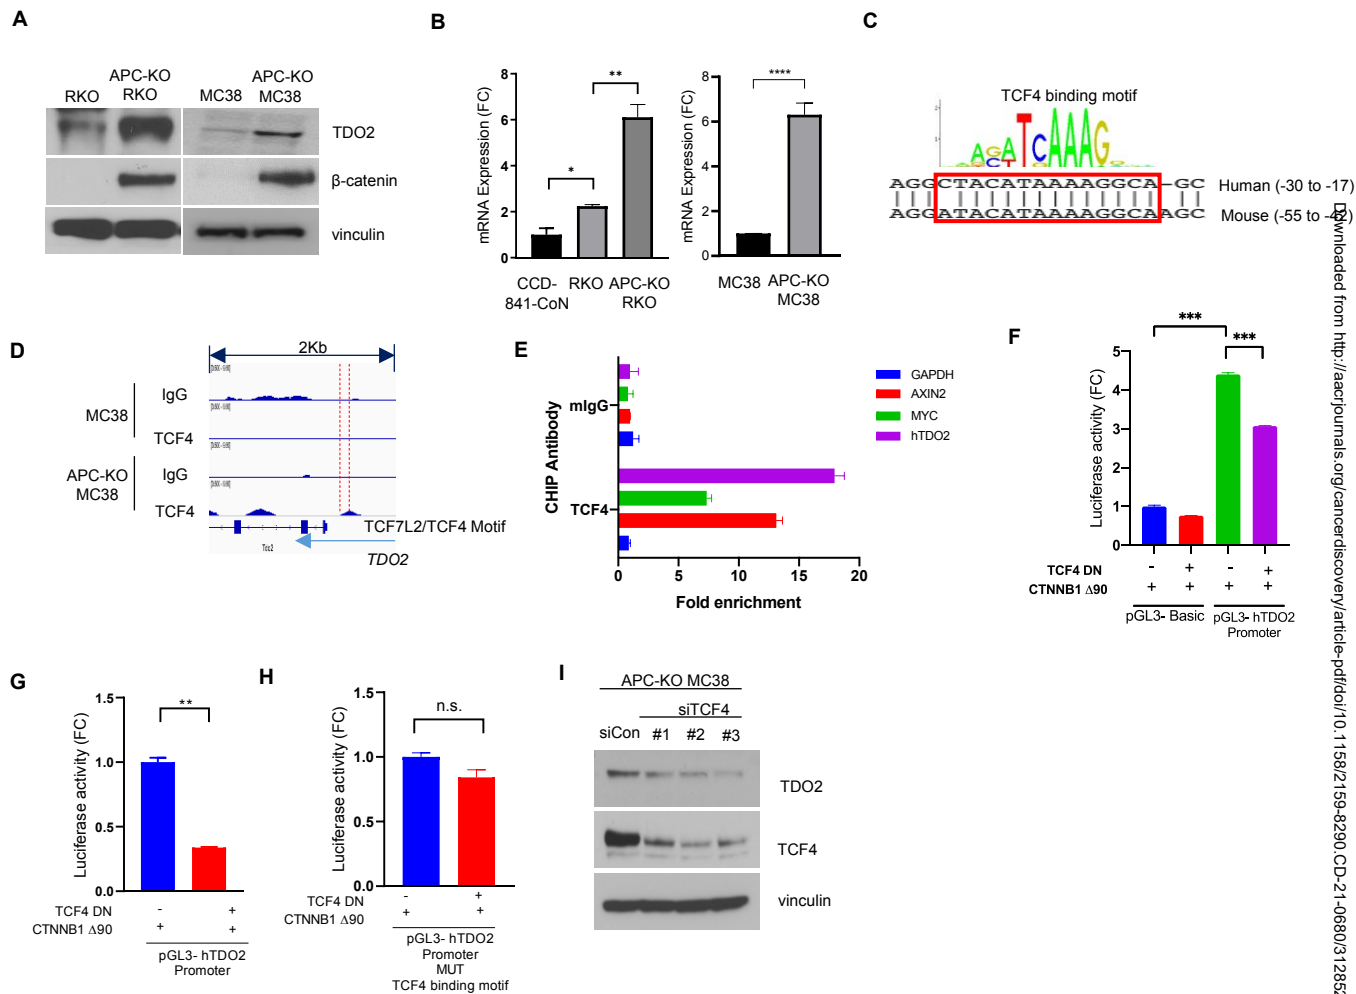 A
RKO
APC-KO
RKO
MC38
APC-KO
MC38
TDO2
β-catenin
vinculin
B
mRNA Expression (FC)
8
6
4
2
0
*
**
CCD-
841-CoN
RKO
APC-KO
RKO
mRNA Expression (FC)
8
6
4
2
0
****
MC38
APC-KO
MC38
C
TCF4 binding motif
AGGCTACATAAAAGGCA-GC
Human (-30 to -17)
AGGATACATAAAAGGCAAGC
Mouse (-55 to -42)
D
2Kb
MC38
IgG
TCF4
APC-KO
MC38
IgG
TCF4
TCF7L2/TCF4 Motif
Tdo2
TDO2
E
CHIP Antibody
mIgG
TCF4
0
5
10
15
20
Fold enrichment
GAPDH
AXIN2
MYC
hTDO2
F
Luciferase activity (FC)
5
4
3
2
1
0
***
***
TCF4 DN - + - +
CTNNB1 Δ90 + + + +
pGL3- Basic
pGL3- hTDO2
Promoter
G
Luciferase activity (FC)
1.5
1.0
0.5
0.0
**
TCF4 DN - +
CTNNB1 Δ90 + +
pGL3- hTDO2
Promoter
H
Luciferase activity (FC)
1.5
1.0
0.5
0.0
n.s.
TCF4 DN - +
CTNNB1 Δ90 + +
pGL3- hTDO2
Promoter
MUT
TCF4 binding motif
I
APC-KO MC38
siTCF4
siCon #1 #2 #3
TDO2
TCF4
vinculin
Downloaded from http://aacrjournals.org/cancerdiscovery/article-pdf/doi/10.1158/2159-8290.CD-21-0680/312852